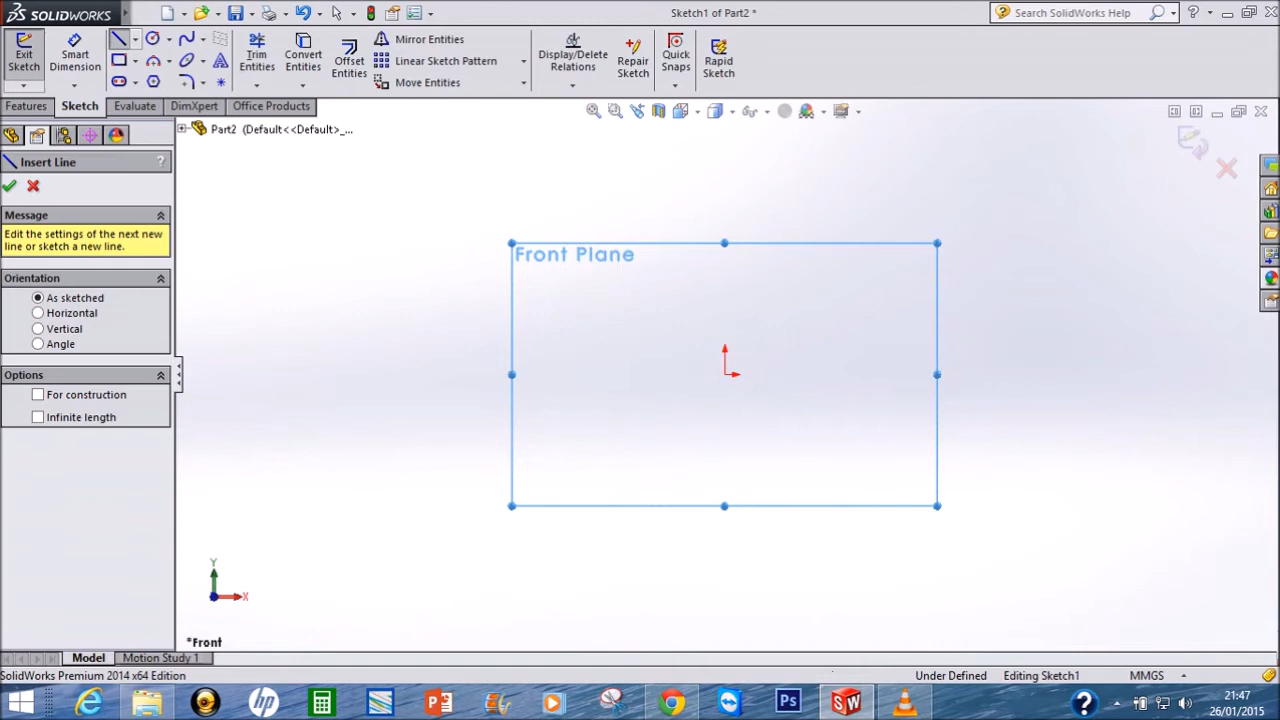 SOLIDWORKS
Sketch1 of Part2 *
Search SolidWorks Help
Exit Sketch
Smart Dimension
Trim Entities
Convert Entities
Offset Entities
Mirror Entities
Linear Sketch Pattern
Move Entities
Display/Delete Relations
Repair Sketch
Quick Snaps
Rapid Sketch
Features
Sketch
Evaluate
DimXpert
Office Products
Part2 (Default<<Default>_...
Insert Line
?
Message
Edit the settings of the next new
line or sketch a new line.
Orientation
As sketched
Horizontal
Vertical
Angle
Options
For construction
Infinite length
Front Plane
Y
X
*Front
Model
Motion Study 1
SolidWorks Premium 2014 x64 Edition
Under Defined
Editing Sketch1
MMGS
Ps
SW
21:47
26/01/2015